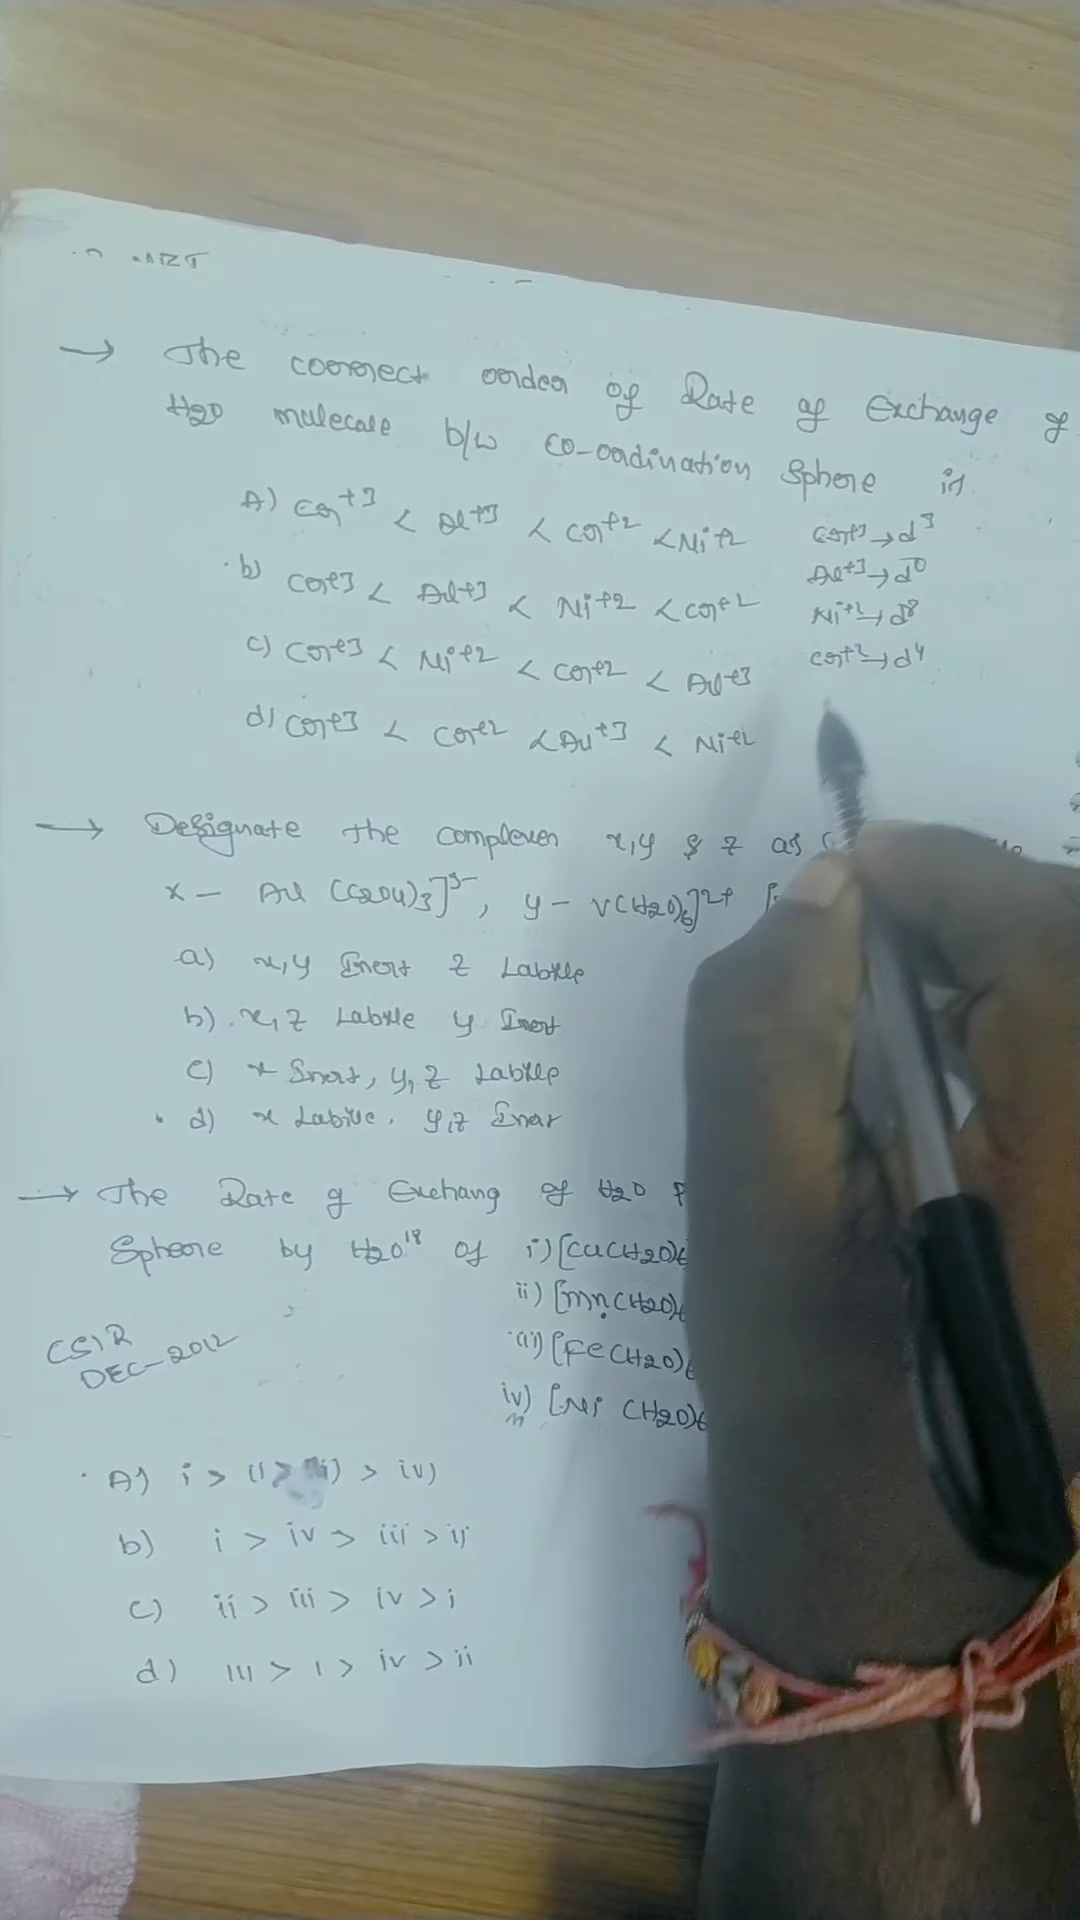 → The correct order of Rate of Exchange of
H2O molecule b/w co-ordination Sphere is
A) Cr+3 < Al+3 < Cr+2 < Ni+2
b) Cr+3 < Al+3 < Ni+2 < Cr+2
c) Cr+3 < Ni+2 < Cr+2 < Al+3
d) Cr+3 < Cr+2 < Al+3 < Ni+2
Cr+3 → d3
Al+3 → d0
Ni+2 → d8
Cr+2 → d4
→ Designate the complexes x, y & z as
x - Al (C2O4)3]3-, y - V(H2O)6]2+
a) x, y Inert z Labile
b) x, z Labile y Inert
c) x Inert, y, z Labile
d) x Labile, y, z Inert
→ The Rate of Exchang of H2O
Sphere by H2O18 of i) [Cu(H2O)6
ii) [Mn(H2O)6
iii) [Fe(H2O)6
iv) [Ni (H2O)6
CSIR
DEC-2012
A) i > ii > iii) > iv)
b) i > iv > iii > ii
c) ii > iii > iv > i
d) III > I > iv > ii